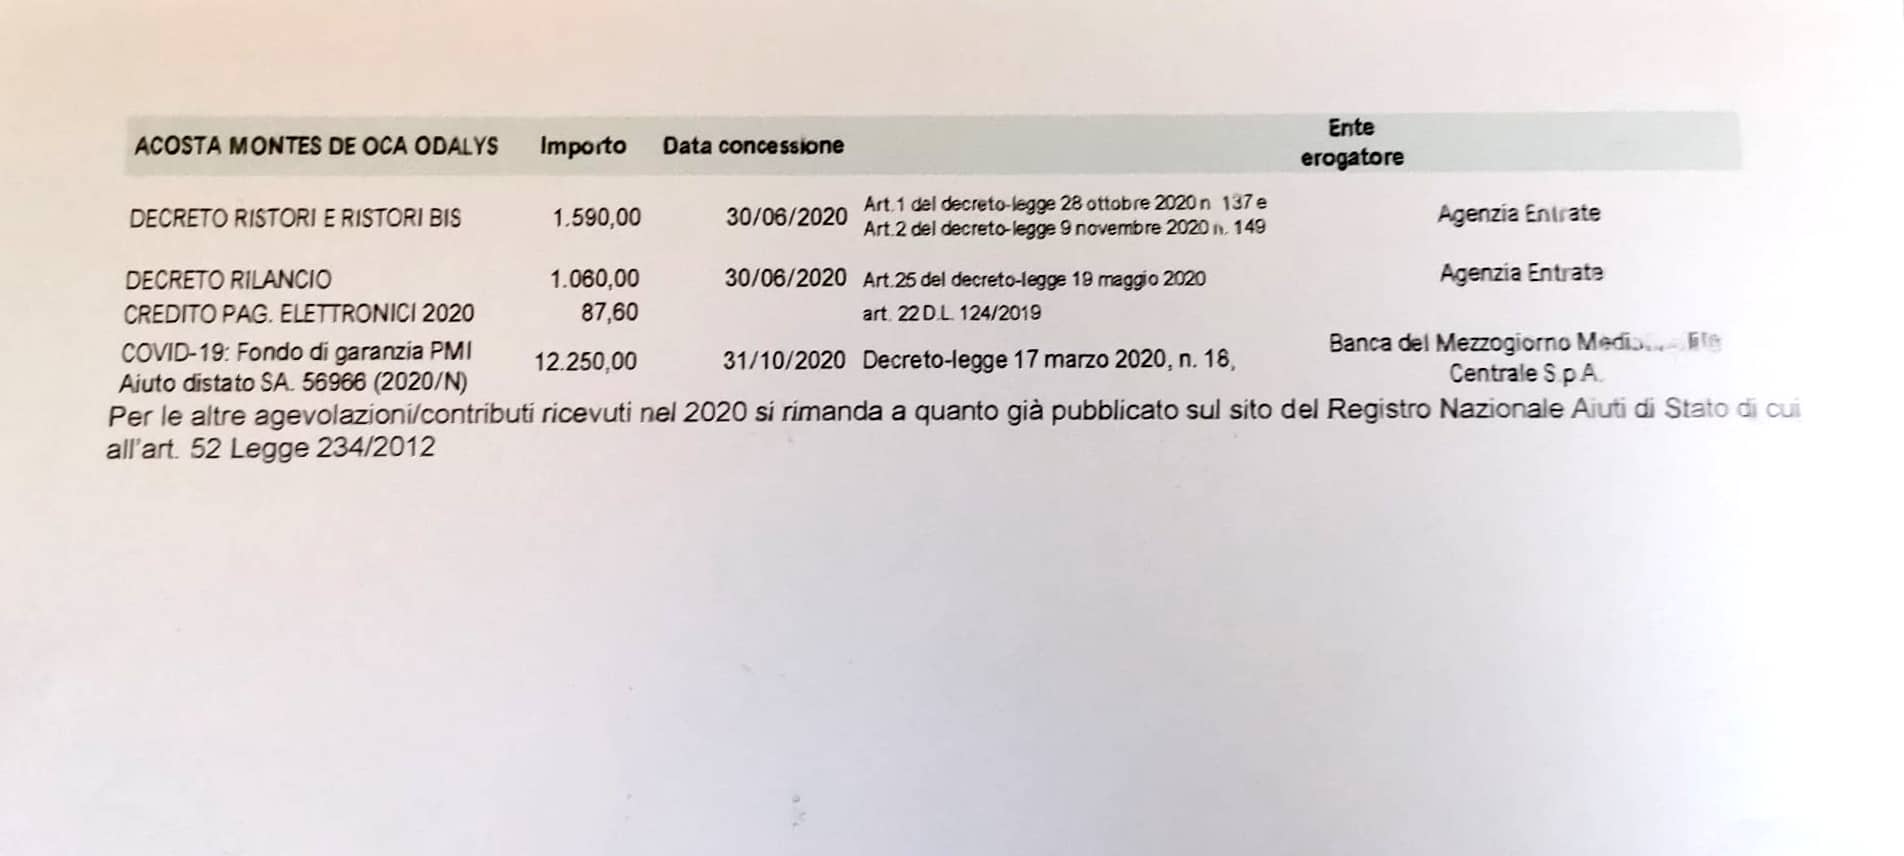 ACOSTA MONTES DE OCA ODALYS Importo Data concessione Ente erogatore
DECRETO RISTORI E RISTORI BIS 1.590,00 30/06/2020 Art.1 del decreto-legge 28 ottobre 2020 n 137 e
Art.2 del decreto-legge 9 novembre 2020 n. 149 Agenzia Entrate
DECRETO RILANCIO 1.060,00 30/06/2020 Art.25 del decreto-legge 19 maggio 2020 Agenzia Entrate
CREDITO PAG. ELETTRONICI 2020 87,60 art. 22 D.L. 124/2019
COVID-19: Fondo di garanzia PMI
Aiuto distato SA. 56966 (2020/N) 12.250,00 31/10/2020 Decreto-legge 17 marzo 2020, n. 18,
Banca del Mezzogiorno
Centrale S.p.A.
Per le altre agevolazioni/contributi ricevuti nel 2020 si rimanda a quanto già pubblicato sul sito del Registro Nazionale Aiuti di Stato di cui
all'art. 52 Legge 234/2012